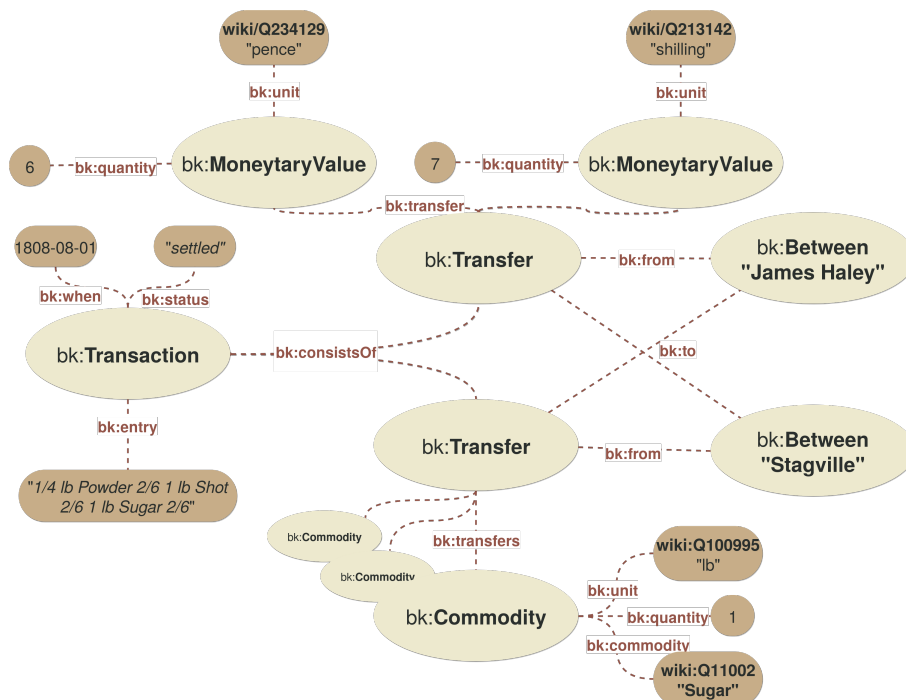 wiki/Q234129
"pence"
wiki/Q213142
"shilling"
bk:unit
bk:unit
6
bk:quantity
bk:MoneytaryValue
7
bk:quantity
bk:MoneytaryValue
bk:transfer
1808-08-01
"settled"
bk:Transfer
bk:from
bk:Between
"James Haley"
bk:when
bk:status
bk:Transaction
bk:consistsOf
bk:to
bk:entry
bk:Transfer
bk:from
bk:Between
"Stagville"
"1/4 lb Powder 2/6 1 lb Shot
2/6 1 lb Sugar 2/6"
bk:Commodity
bk:transfers
wiki:Q100995
"lb"
bk:Commodity
bk:unit
bk:Commodity
bk:quantity
1
bk:commodity
wiki:Q11002
"Sugar"